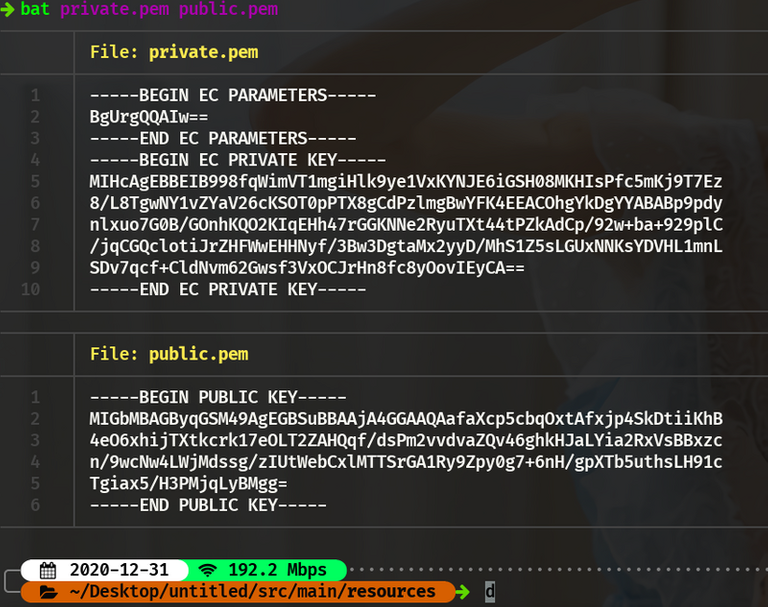 ➜ bat private.pem public.pem
File: private.pem
1 -----BEGIN EC PARAMETERS-----
2 BgUrgQQAIw==
3 -----END EC PARAMETERS-----
4 -----BEGIN EC PRIVATE KEY-----
5 MIHcAgEBBEIB998fqWimVT1mgiHlk9ye1VxKYNJE6iGSH08MKHIsPfc5mKj9T7Ez
6 8/L8TgwNY1vZYaV26cKSOT0pPTX8gCdPzlmgBwYFK4EEACOhgYkDgYYABABp9pdy
7 nlxuo7G0B/GOnhKQO2KIqEHh47rGGKNNe2RyuTXt44tPZkAdCp/92w+ba+929plC
8 /jqCGQclotiJrZHFWwEHHNyf/3Bw3DgtaMx2yyD/MhS1Z5sLGUxNNKsYDVHL1mnL
9 SDv7qcf+CldNvm62Gwsf3VxOCJrHn8fc8yOovIEyCA==
10 -----END EC PRIVATE KEY-----
File: public.pem
1 -----BEGIN PUBLIC KEY-----
2 MIGbMBAGByqGSM49AgEGBSuBBAAjA4GGAAQAafaXcp5cbqOxtAfxjp4SkDtiiKhB
3 4eO6xhijTXtkcrk17eOLT2ZAHQqf/dsPm2vvdvaZQv46ghkHJaLYia2RxVsBBxzc
4 n/9wcNw4LWjMdssg/zIUtWebCxlMTTSrGA1Ry9Zpy0g7+6nH/gpXTb5uthsLH91c
5 Tgiax5/H3PMjqLyBMgg=
6 -----END PUBLIC KEY-----
2020-12-31 192.2 Mbps
~/Desktop/untitled/src/main/resources ➜ d